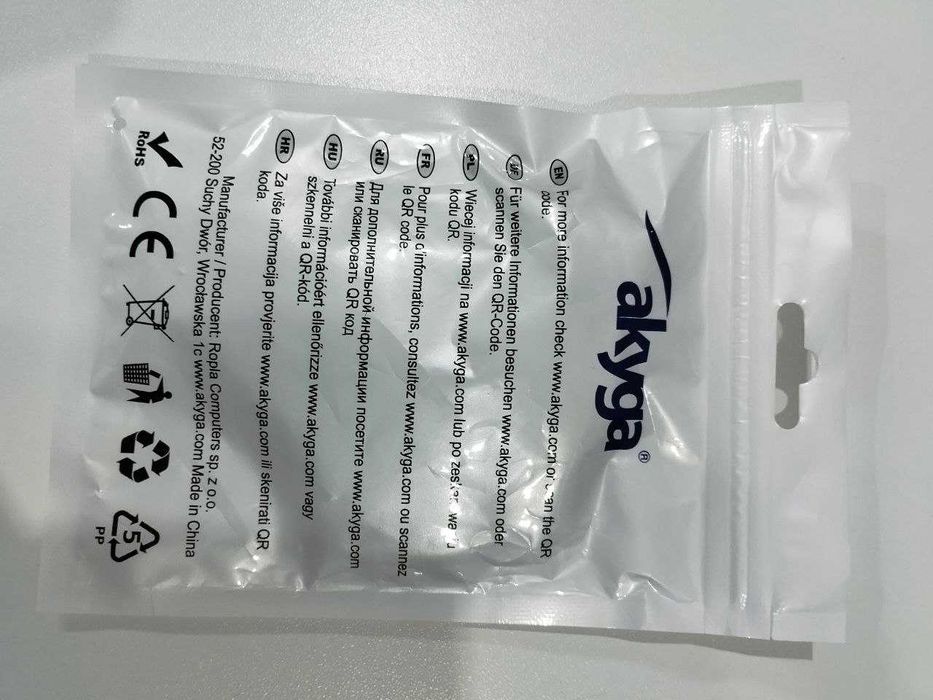 akyga®
EN For more information check www.akyga.com or scan the QR
code.
Für weitere Informationen besuchen www.akyga.com oder
scannen Sie den QR-Code.
PL Więcej informacji na www.akyga.com lub po
kodu QR.
FR Pour plus d'informations, consultez www.akyga.com ou scannez
le QR code.
RU Для дополнительной информации посетите www.akyga.com
или сканировать QR код
HU További információért ellenőrizze www.akyga.com vagy
szkennelni a QR-kód.
HR Za više informacija provjerite www.akyga.com ili skenirati QR
koda.
Manufacturer / Producent: Ropla Computers sp. z o.o.
52-200 Suchy Dwór, Wrocławska 1c www.akyga.com Made in China
RoHS
CE
5
PP